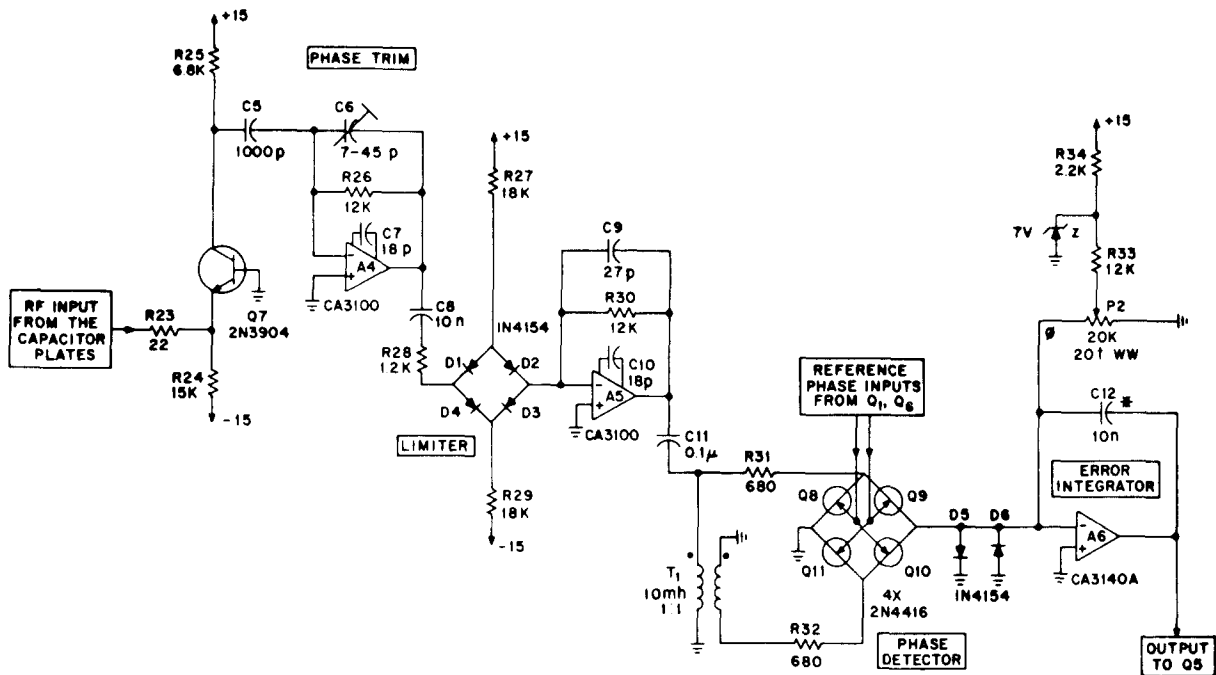 +15
R25
6.8K
PHASE TRIM
C5
1000p
C6
7-45 p
R26
12K
C7
18 p
A4
-
+
CA3100
Q7
2N3904
RF INPUT
FROM THE
CAPACITOR
PLATES
R23
22
R24
15K
-15
C8
10n
R28
1.2K
+15
R27
18K
1N4154
D1
D2
D4
D3
LIMITER
R29
18K
-15
C9
27p
R30
12K
C10
18p
A5
-
+
CA3100
C11
0.1μ
R31
680
T1
10mh
1:1
R32
680
REFERENCE
PHASE INPUTS
FROM Q1, Q6
Q8
Q9
Q11
Q10
4X
2N4416
PHASE
DETECTOR
D5
D6
1N4154
+15
R34
2.2K
7V
Z
R33
12K
P2
ø
20K
20T WW
C12 *
10n
ERROR
INTEGRATOR
A6
-
+
CA3140A
OUTPUT
TO Q5